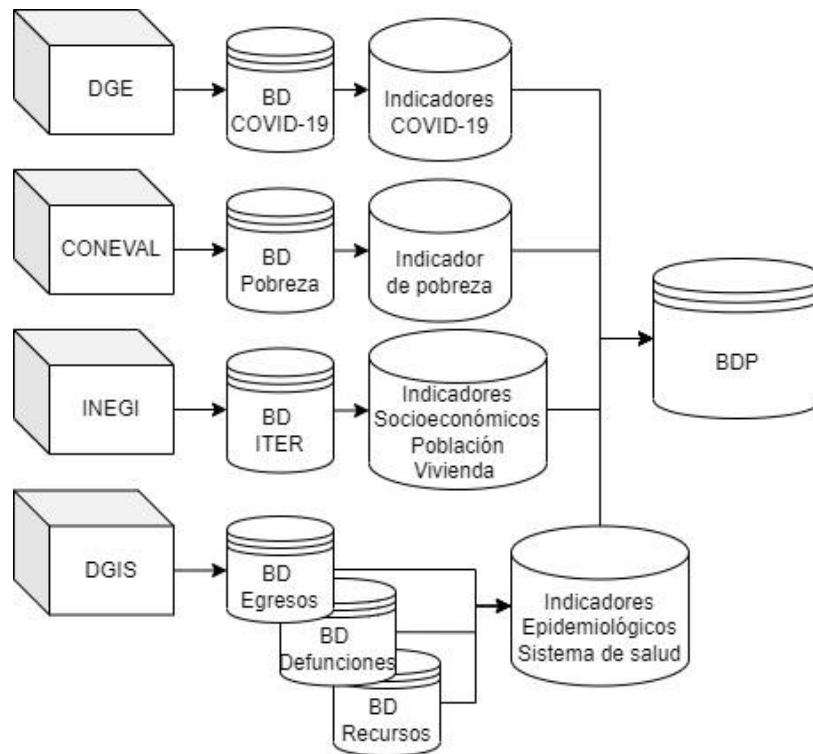 DGE
BD
COVID-19
Indicadores
COVID-19
CONEVAL
BD
Pobreza
Indicador
de pobreza
BDP
INEGI
BD
ITER
Indicadores
Socioeconómicos
Población
Vivienda
DGIS
BD
Egresos
BD
Defunciones
BD
Recursos
Indicadores
Epidemiológicos
Sistema de salud